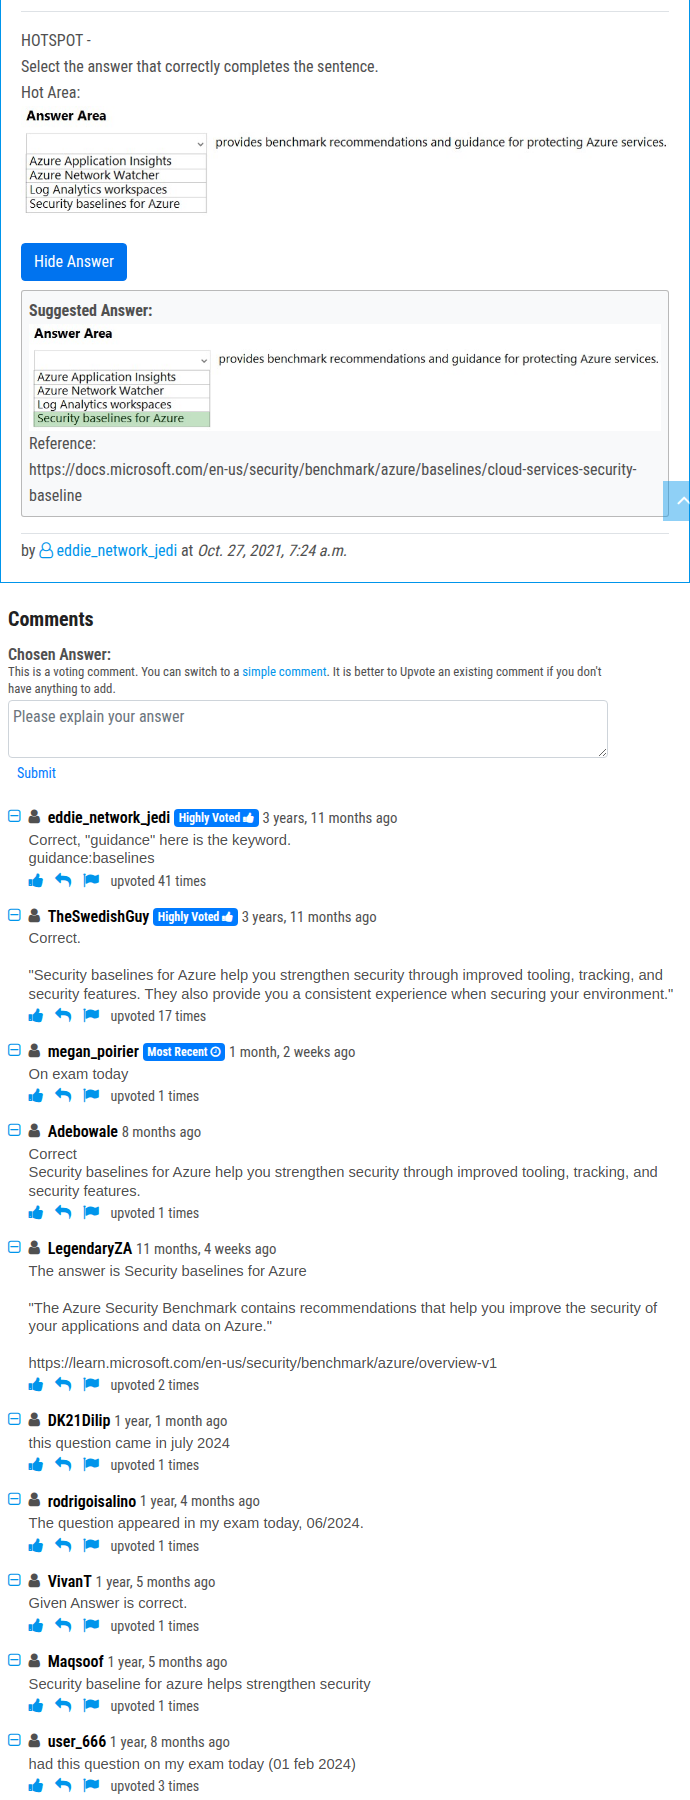 HOTSPOT -
Select the answer that correctly completes the sentence.
Hot Area:
Answer Area
provides benchmark recommendations and guidance for protecting Azure services.
Azure Application Insights
Azure Network Watcher
Log Analytics workspaces
Security baselines for Azure
Hide Answer
Suggested Answer:
Answer Area
provides benchmark recommendations and guidance for protecting Azure services.
Azure Application Insights
Azure Network Watcher
Log Analytics workspaces
Security baselines for Azure
Reference:
https://docs.microsoft.com/en-us/security/benchmark/azure/baselines/cloud-services-security-
baseline
by eddie_network_jedi at Oct. 27, 2021, 7:24 a.m.
Comments
Chosen Answer:
This is a voting comment. You can switch to a simple comment. It is better to Upvote an existing comment if you don't
have anything to add.
Please explain your answer
Submit
eddie_network_jedi Highly Voted 3 years, 11 months ago
Correct, "guidance" here is the keyword.
guidance:baselines
upvoted 41 times
TheSwedishGuy Highly Voted 3 years, 11 months ago
Correct.
"Security baselines for Azure help you strengthen security through improved tooling, tracking, and
security features. They also provide you a consistent experience when securing your environment."
upvoted 17 times
megan_poirier Most Recent 1 month, 2 weeks ago
On exam today
upvoted 1 times
Adebowale 8 months ago
Correct
Security baselines for Azure help you strengthen security through improved tooling, tracking, and
security features.
upvoted 1 times
LegendaryZA 11 months, 4 weeks ago
The answer is Security baselines for Azure
"The Azure Security Benchmark contains recommendations that help you improve the security of
your applications and data on Azure."
https://learn.microsoft.com/en-us/security/benchmark/azure/overview-v1
upvoted 2 times
DK21Dilip 1 year, 1 month ago
this question came in july 2024
upvoted 1 times
rodrigoisalino 1 year, 4 months ago
The question appeared in my exam today, 06/2024.
upvoted 1 times
VivanT 1 year, 5 months ago
Given Answer is correct.
upvoted 1 times
Maqsoof 1 year, 5 months ago
Security baseline for azure helps strengthen security
upvoted 1 times
user_666 1 year, 8 months ago
had this question on my exam today (01 feb 2024)
upvoted 3 times